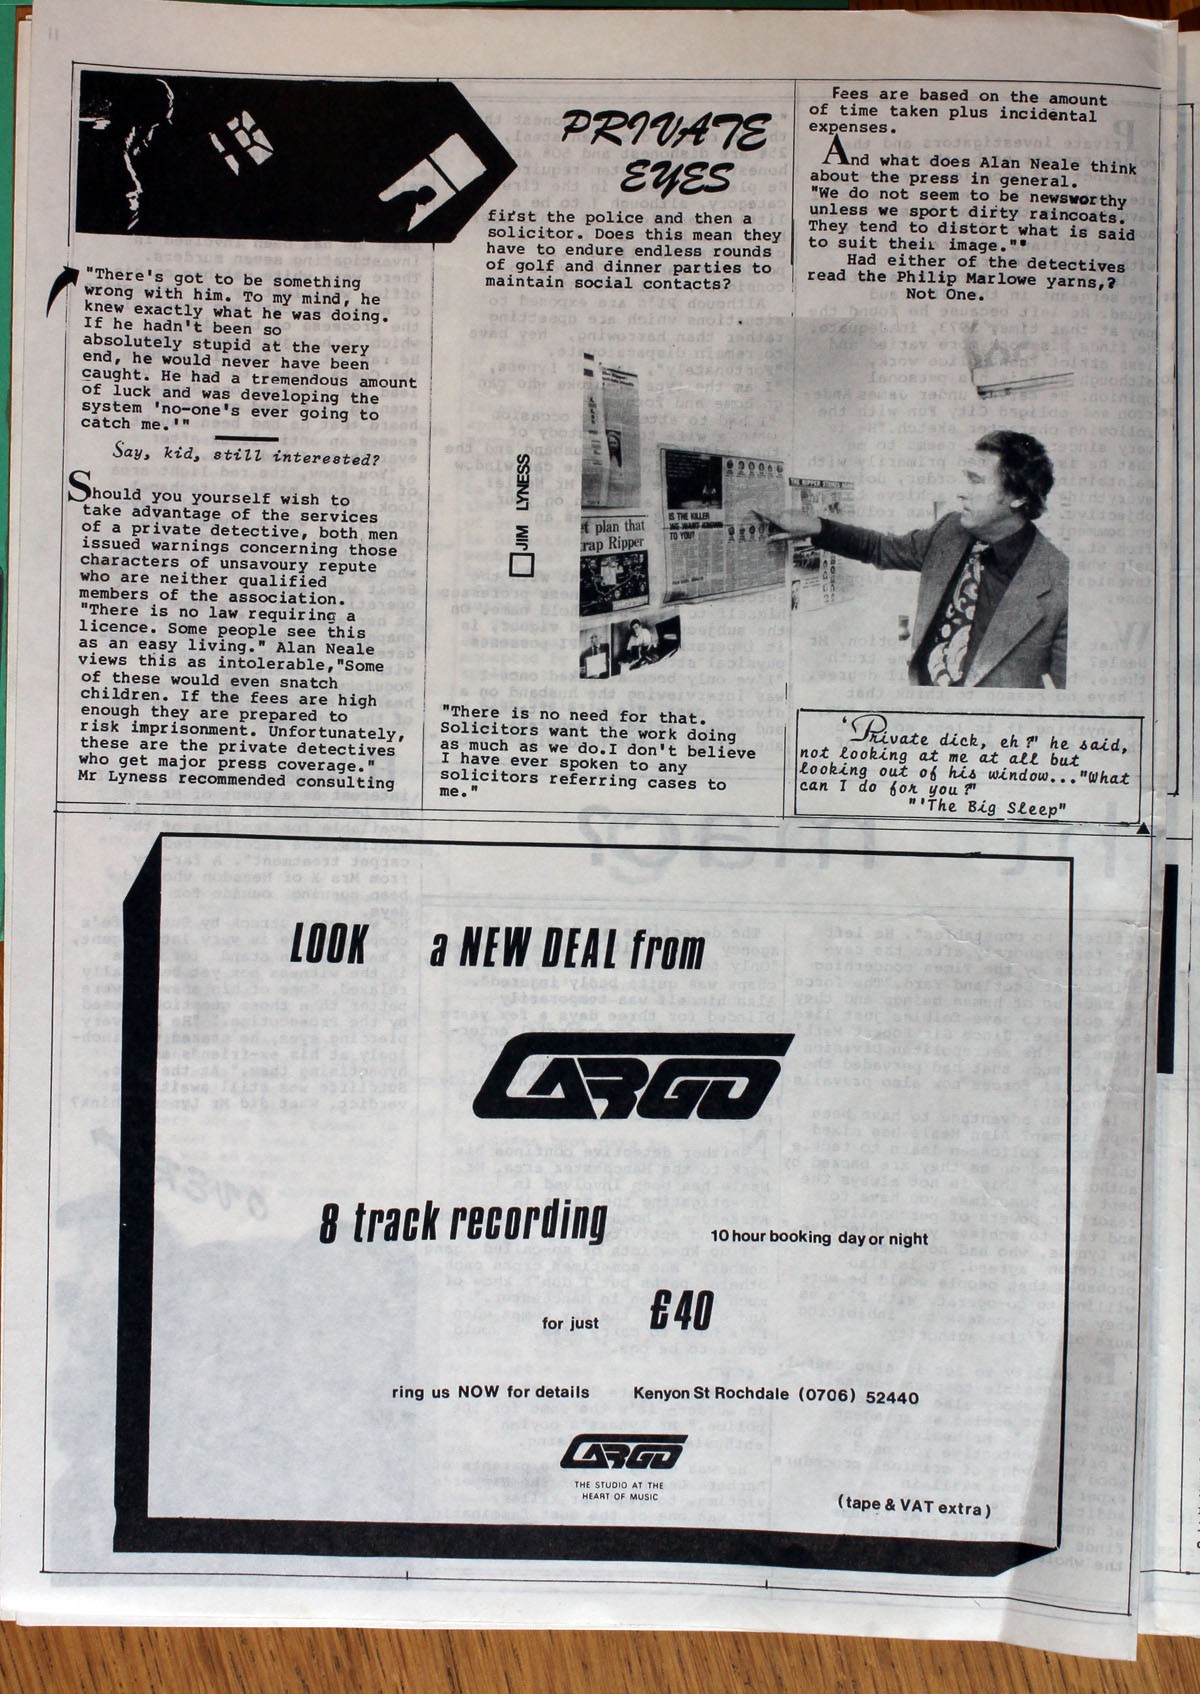 "There's got to be something
wrong with him. To my mind, he
knew exactly what he was doing.
If he hadn't been so
absolutely stupid at the very
end, he would never have been
caught. He had a tremendous amount
of luck and was developing the
system 'no-one's ever going to
catch me.'"
Say, kid, still interested?
Should you yourself wish to
take advantage of the services
of a private detective, both men
issued warnings concerning those
characters of unsavoury repute
who are neither qualified
members of the association.
"There is no law requiring a
licence. Some people see this
as an easy living." Alan Neale
views this as intolerable,"Some
of these would even snatch
children. If the fees are high
enough they are prepared to
risk imprisonment. Unfortunately,
these are the private detectives
who get major press coverage."
Mr Lyness recommended consulting
PRIVATE
EYES
first the police and then a
solicitor. Does this mean they
have to endure endless rounds
of golf and dinner parties to
maintain social contacts?
JIM LYNESS
t plan that
rap Ripper
IS THE KILLER
WE WANT KNOWN
TO YOU?
THE RIPPER STRIKES
"There is no need for that.
Solicitors want the work doing
as much as we do.I don't believe
I have ever spoken to any
solicitors referring cases to
me."
Fees are based on the amount
of time taken plus incidental
expenses.
And what does Alan Neale think
about the press in general.
"We do not seem to be newsworthy
unless we sport dirty raincoats.
They tend to distort what is said
to suit their image.""
Had either of the detectives
read the Philip Marlowe yarns,?
Not One.
'Private dick, eh?" he said,
not looking at me at all but
looking out of his window..."What
can I do for you?"
"'The Big Sleep"
LOOK a NEW DEAL from
CARGO
8 track recording 10 hour booking day or night
for just £40
ring us NOW for details Kenyon St Rochdale (0706) 52440
CARGO
THE STUDIO AT THE
HEART OF MUSIC
(tape & VAT extra)